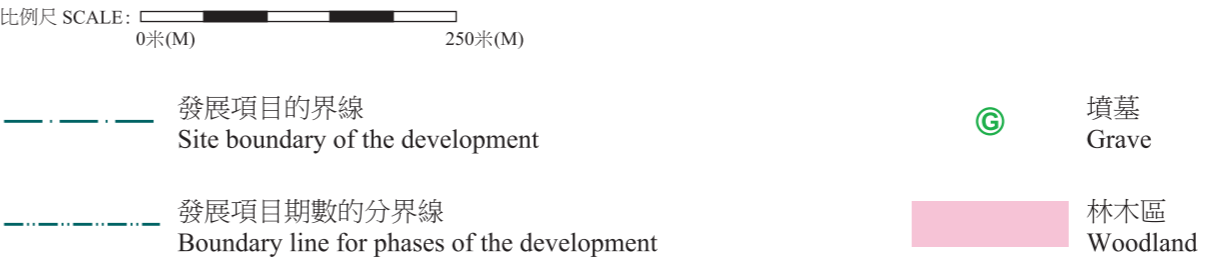 比例尺 SCALE:
0米(M) 250米(M)
發展項目的界線
Site boundary of the development
G
墳墓
Grave
發展項目期數的分界線
Boundary line for phases of the development
林木區
Woodland